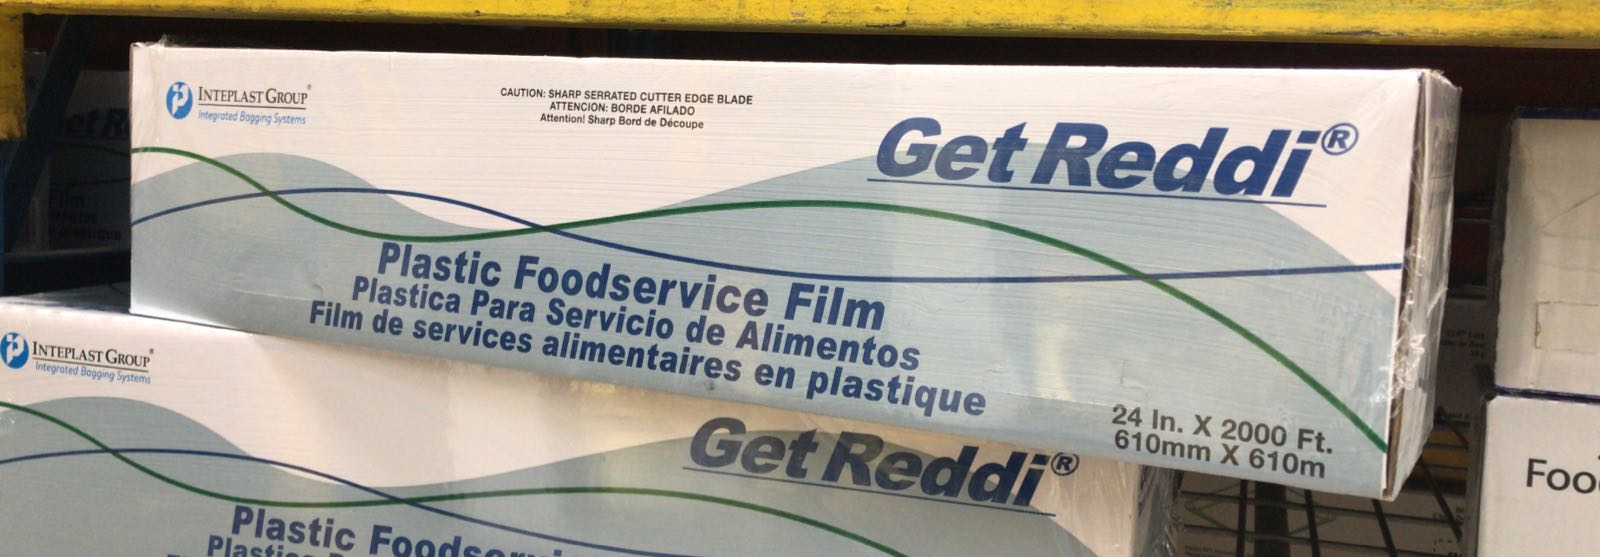 INTEPLAST GROUP®
Integrated Bagging Systems
CAUTION: SHARP SERRATED CUTTER EDGE BLADE
ATTENCION: BORDE AFILADO
Attention! Sharp Bord de Découpe
Get Reddi®
Plastic Foodservice Film
Plastica Para Servicio de Alimentos
Film de services alimentaires en plastique
24 In. X 2000 Ft.
610mm X 610m
INTEPLAST GROUP®
Integrated Bagging Systems
Get Reddi®
Plastic Foodservi
Plastic
Foo